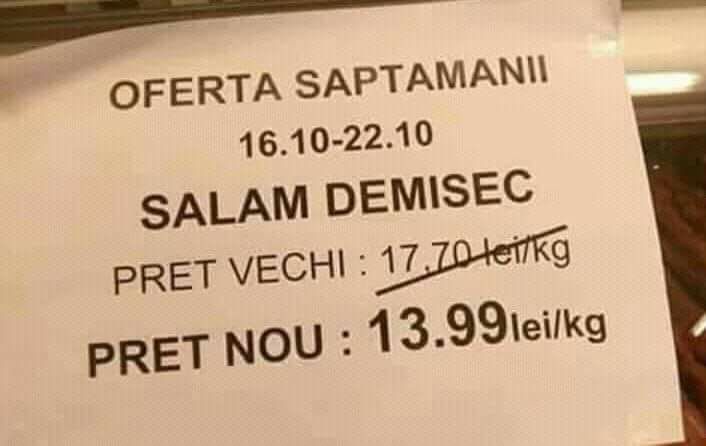 OFERTA SAPTAMANII
16.10-22.10
SALAM DEMISEC
PRET VECHI : 17.70 lei/kg
PRET NOU : 13.99lei/kg